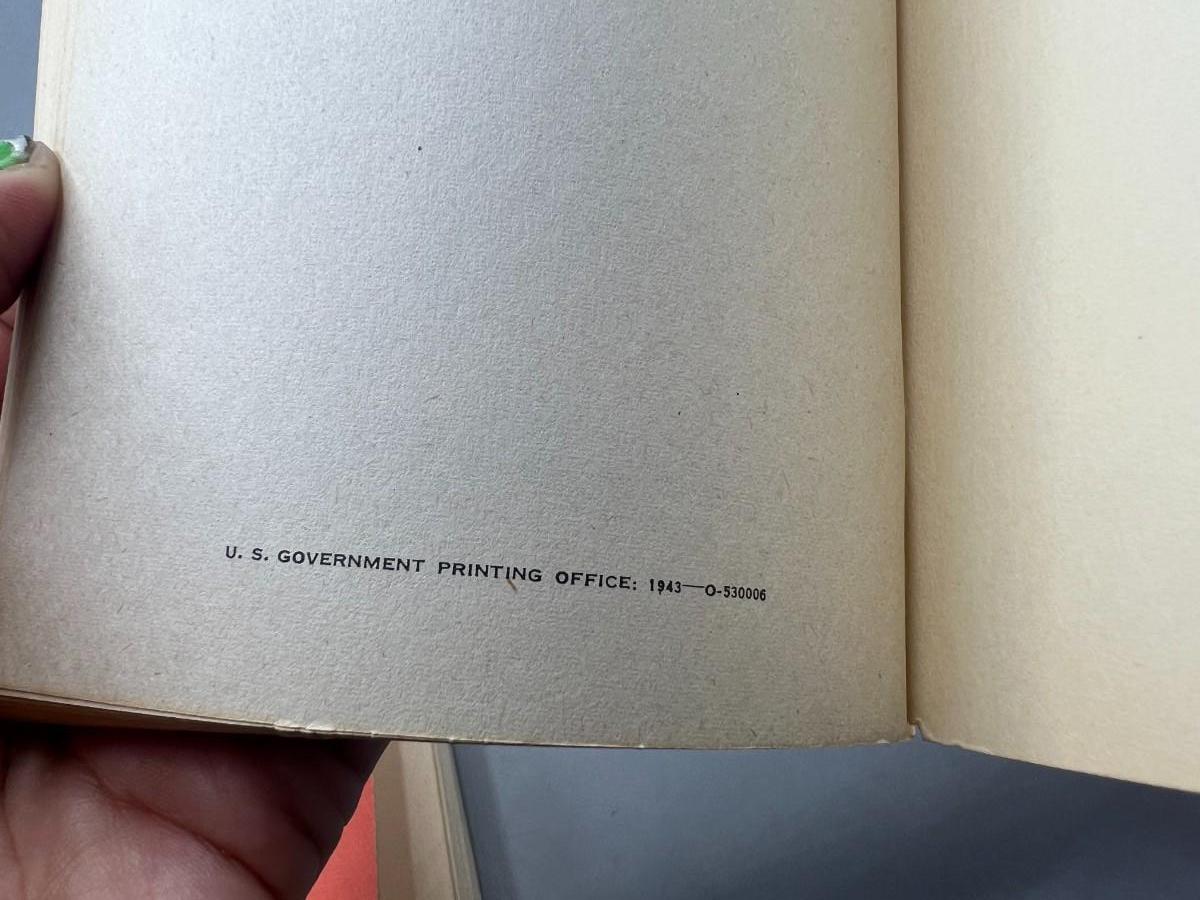 U. S. GOVERNMENT PRINTING OFFICE: 1943—O-530006